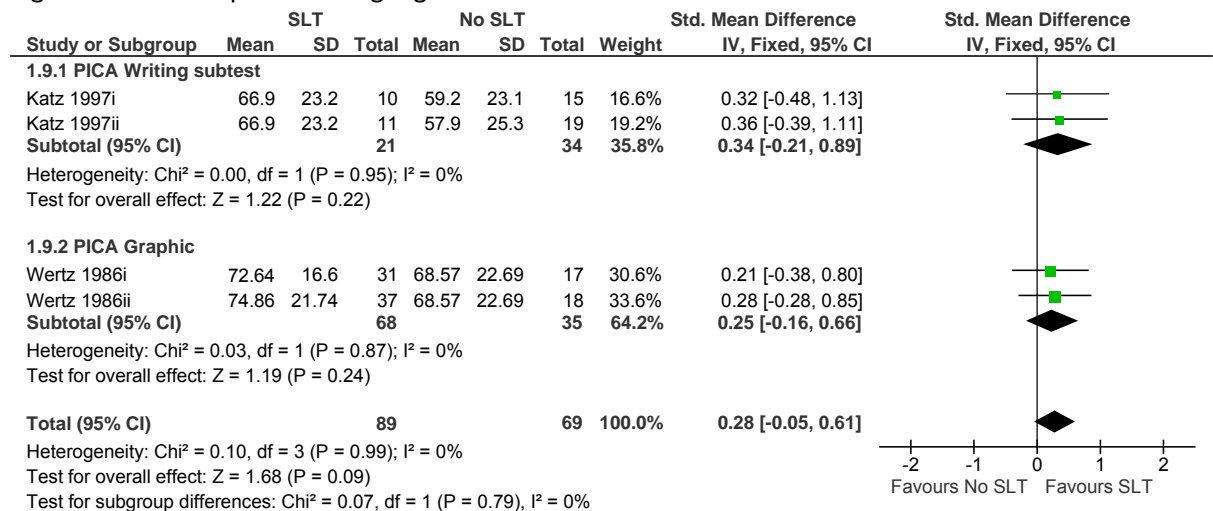 SLT No SLT Std. Mean Difference Std. Mean Difference
Study or Subgroup Mean SD Total Mean SD Total Weight IV, Fixed, 95% CI IV, Fixed, 95% CI
1.9.1 PICA Writing subtest
Katz 1997i 66.9 23.2 10 59.2 23.1 15 16.6% 0.32 [-0.48, 1.13]
Katz 1997ii 66.9 23.2 11 57.9 25.3 19 19.2% 0.36 [-0.39, 1.11]
Subtotal (95% CI) 21 34 35.8% 0.34 [-0.21, 0.89]
Heterogeneity: Chi² = 0.00, df = 1 (P = 0.95); I² = 0%
Test for overall effect: Z = 1.22 (P = 0.22)
1.9.2 PICA Graphic
Wertz 1986i 72.64 16.6 31 68.57 22.69 17 30.6% 0.21 [-0.38, 0.80]
Wertz 1986ii 74.86 21.74 37 68.57 22.69 18 33.6% 0.28 [-0.28, 0.85]
Subtotal (95% CI) 68 35 64.2% 0.25 [-0.16, 0.66]
Heterogeneity: Chi² = 0.03, df = 1 (P = 0.87); I² = 0%
Test for overall effect: Z = 1.19 (P = 0.24)
Total (95% CI) 89 69 100.0% 0.28 [-0.05, 0.61]
Heterogeneity: Chi² = 0.10, df = 3 (P = 0.99); I² = 0%
Test for overall effect: Z = 1.68 (P = 0.09)
Test for subgroup differences: Chi² = 0.07, df = 1 (P = 0.79), I² = 0%
-2 -1 0 1 2
Favours No SLT Favours SLT